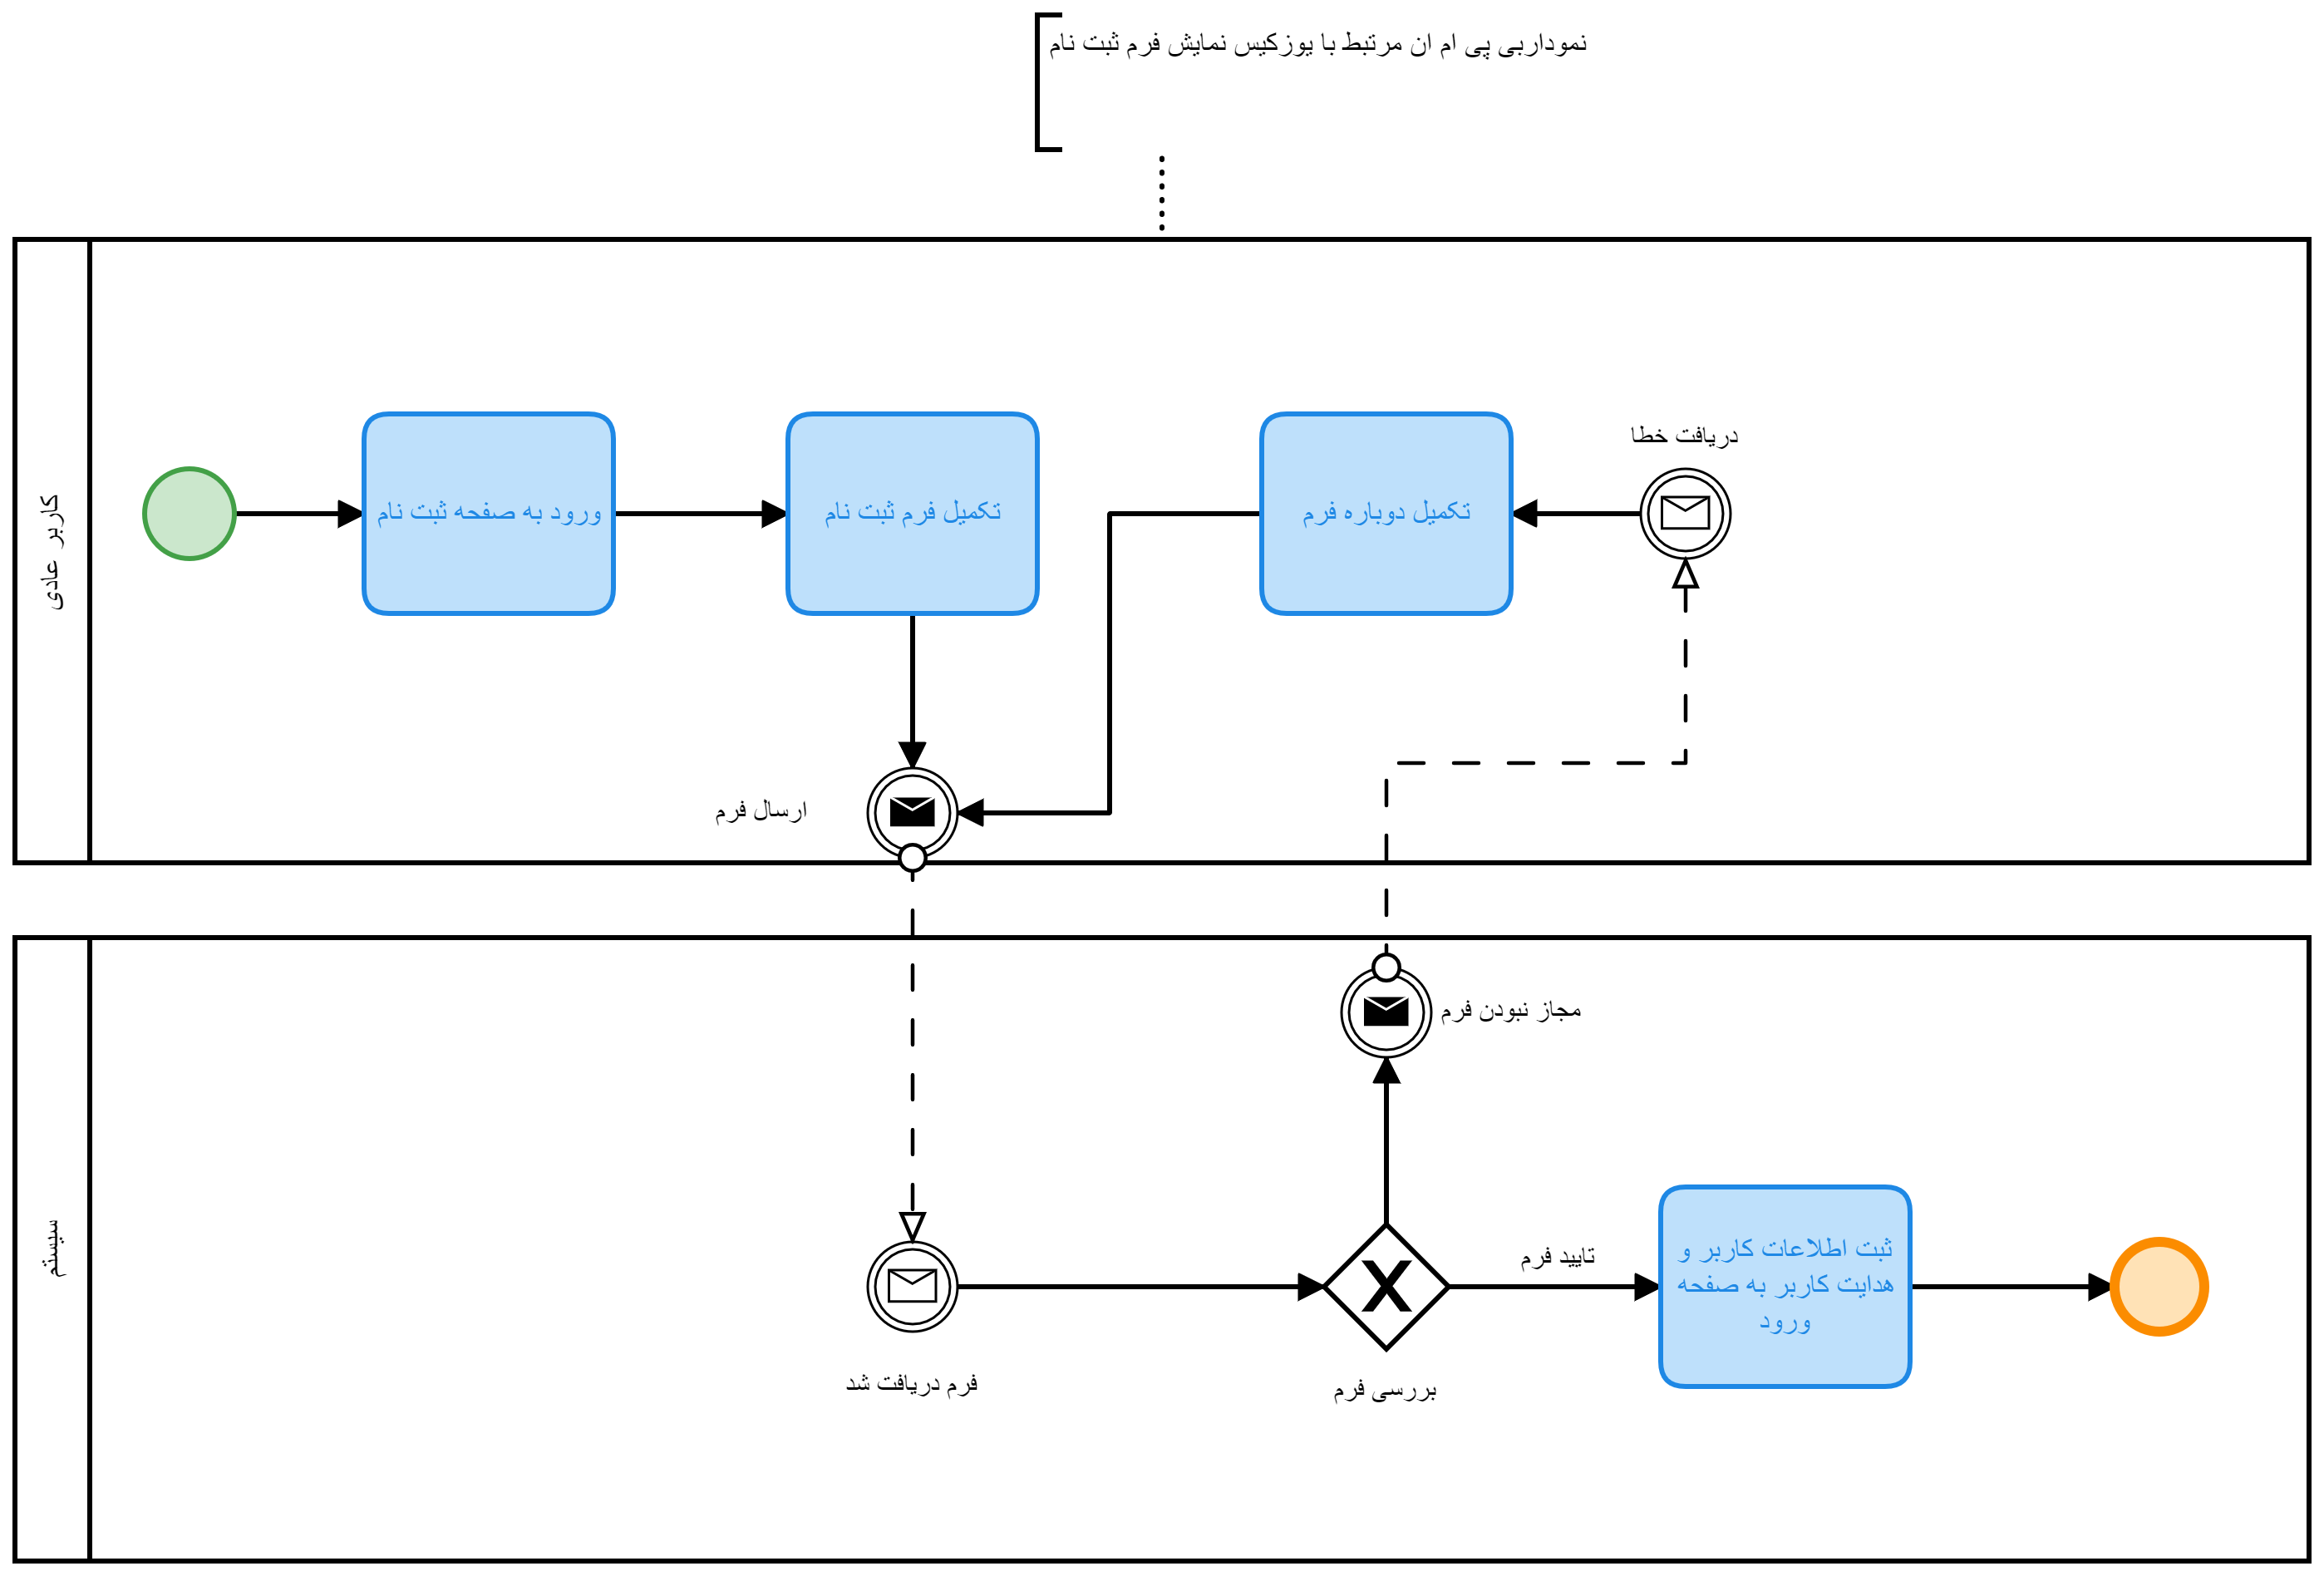 نموداربی پی ام ان مرتبط با یوزکیس نمایش فرم ثبت نام
کاربر عادی
ورود به صفحه ثبت نام
تکمیل فرم ثبت نام
تکمیل دوباره فرم
دریافت خطا
ارسال فرم
سیستم
مجاز نبودن فرم
فرم دریافت شد
بررسی فرم
تایید فرم
ثبت اطلاعات کاربر و
هدایت کاربر به صفحه
ورود